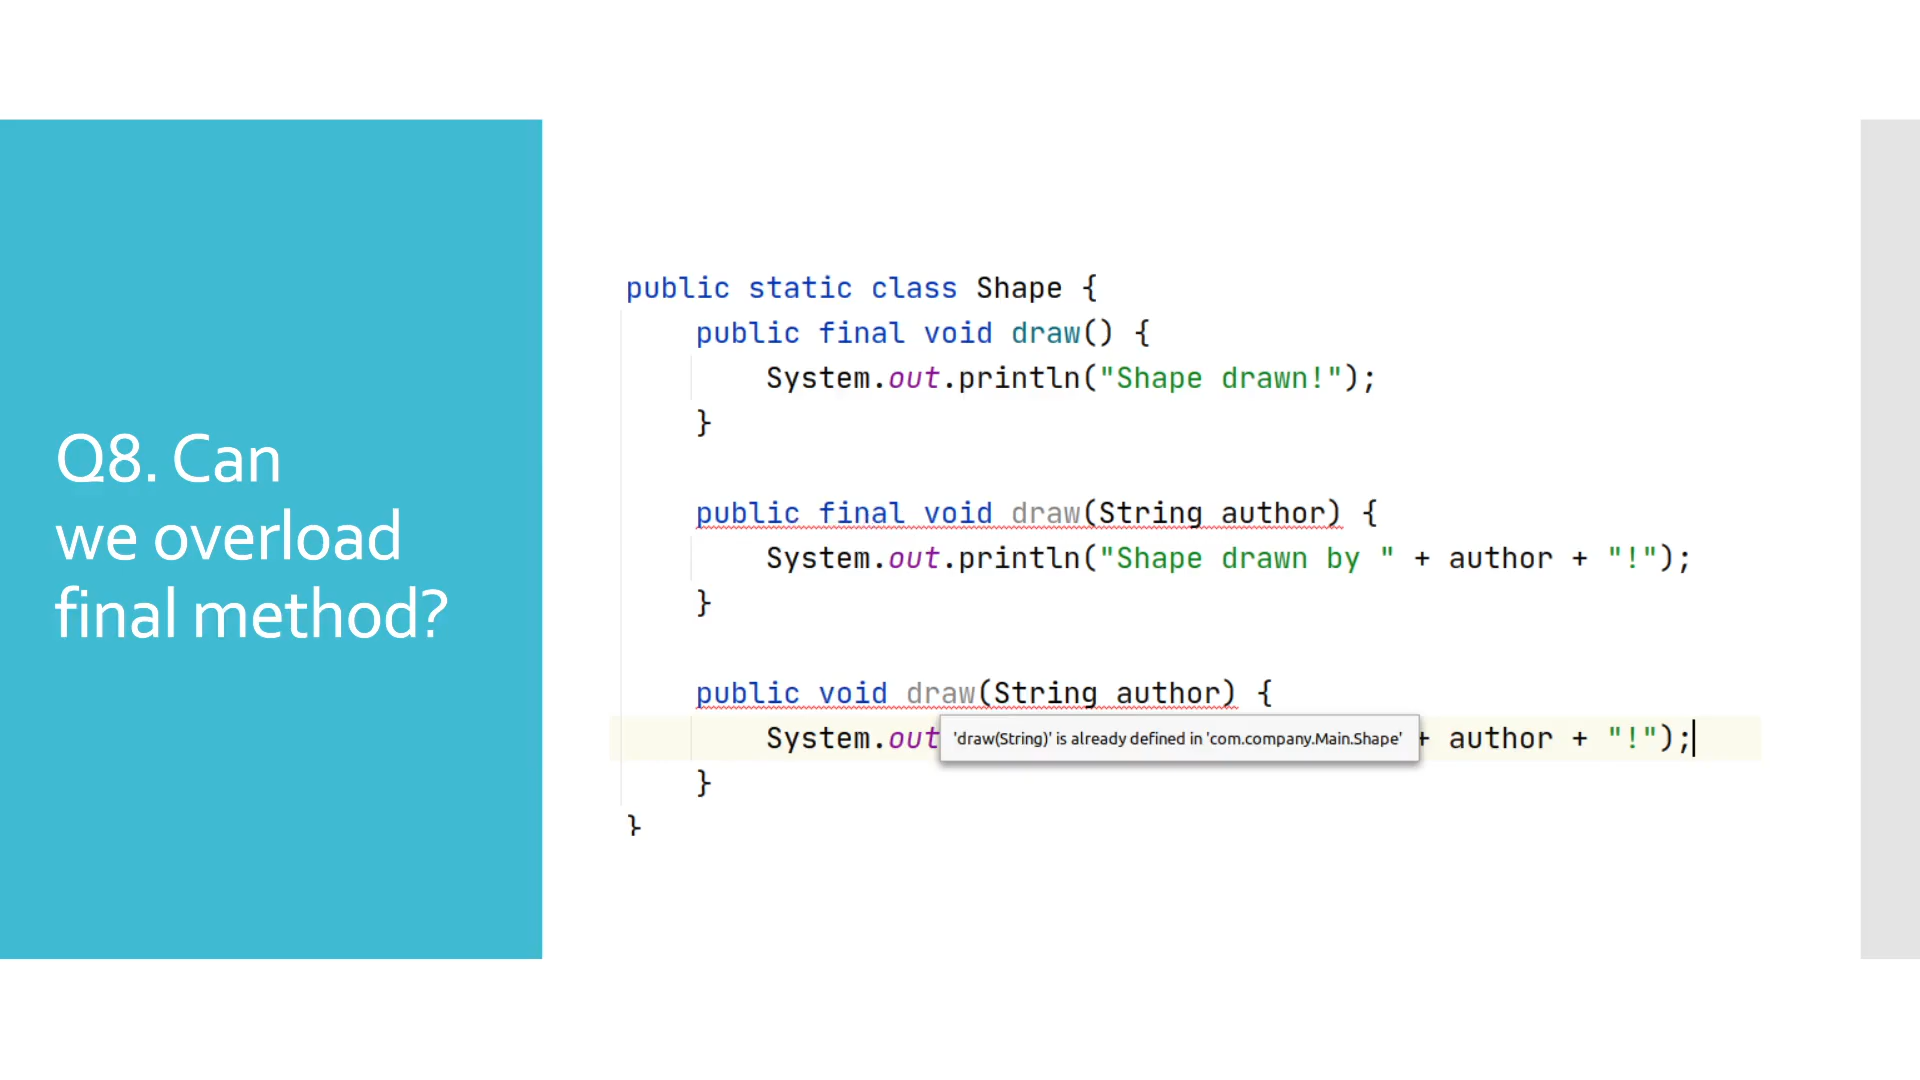 Q8. Can
we overload
final method?
public static class Shape {
public final void draw() {
System.out.println("Shape drawn!");
}
public final void draw(String author) {
System.out.println("Shape drawn by " + author + "!");
}
public void draw(String author) {
System.out 'draw(String)' is already defined in 'com.company.Main.Shape' + author + "!");
}
}